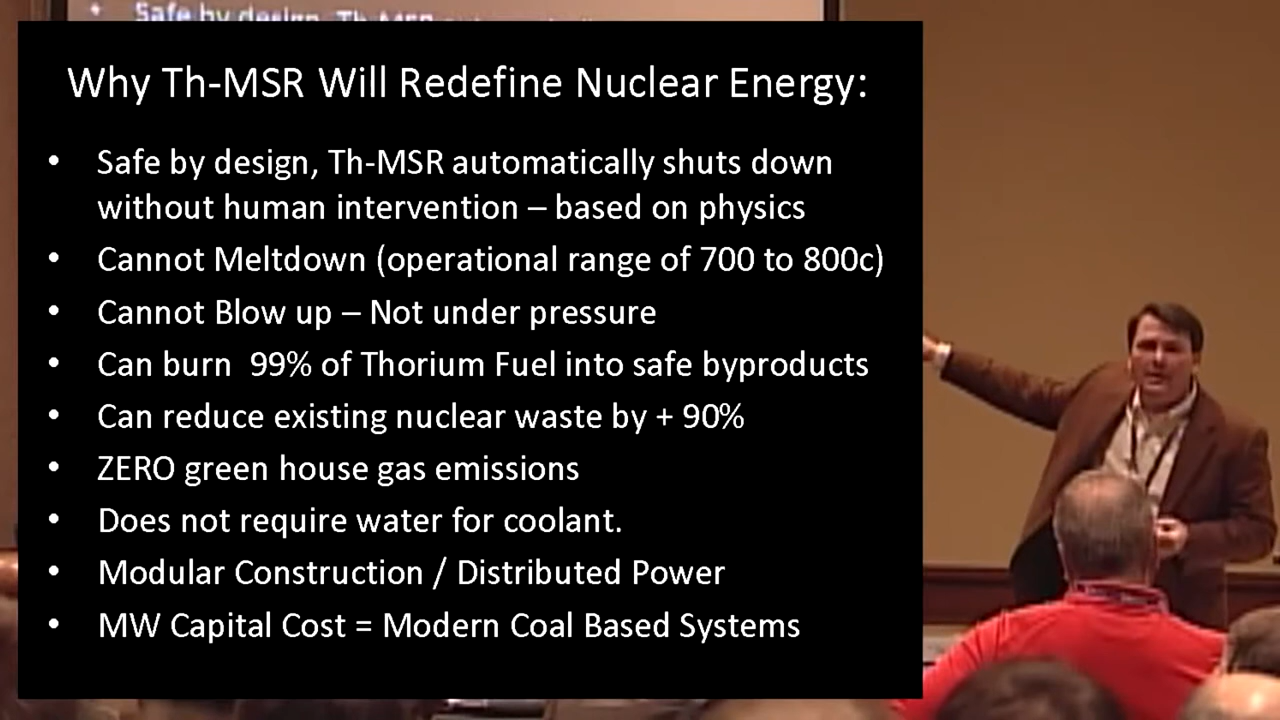 Safe by design, Th-MSR automatically
Why Th-MSR Will Redefine Nuclear Energy:
• Safe by design, Th-MSR automatically shuts down
without human intervention – based on physics
• Cannot Meltdown (operational range of 700 to 800c)
• Cannot Blow up – Not under pressure
• Can burn  99% of Thorium Fuel into safe byproducts
• Can reduce existing nuclear waste by + 90%
• ZERO green house gas emissions
• Does not require water for coolant.
• Modular Construction / Distributed Power
• MW Capital Cost = Modern Coal Based Systems